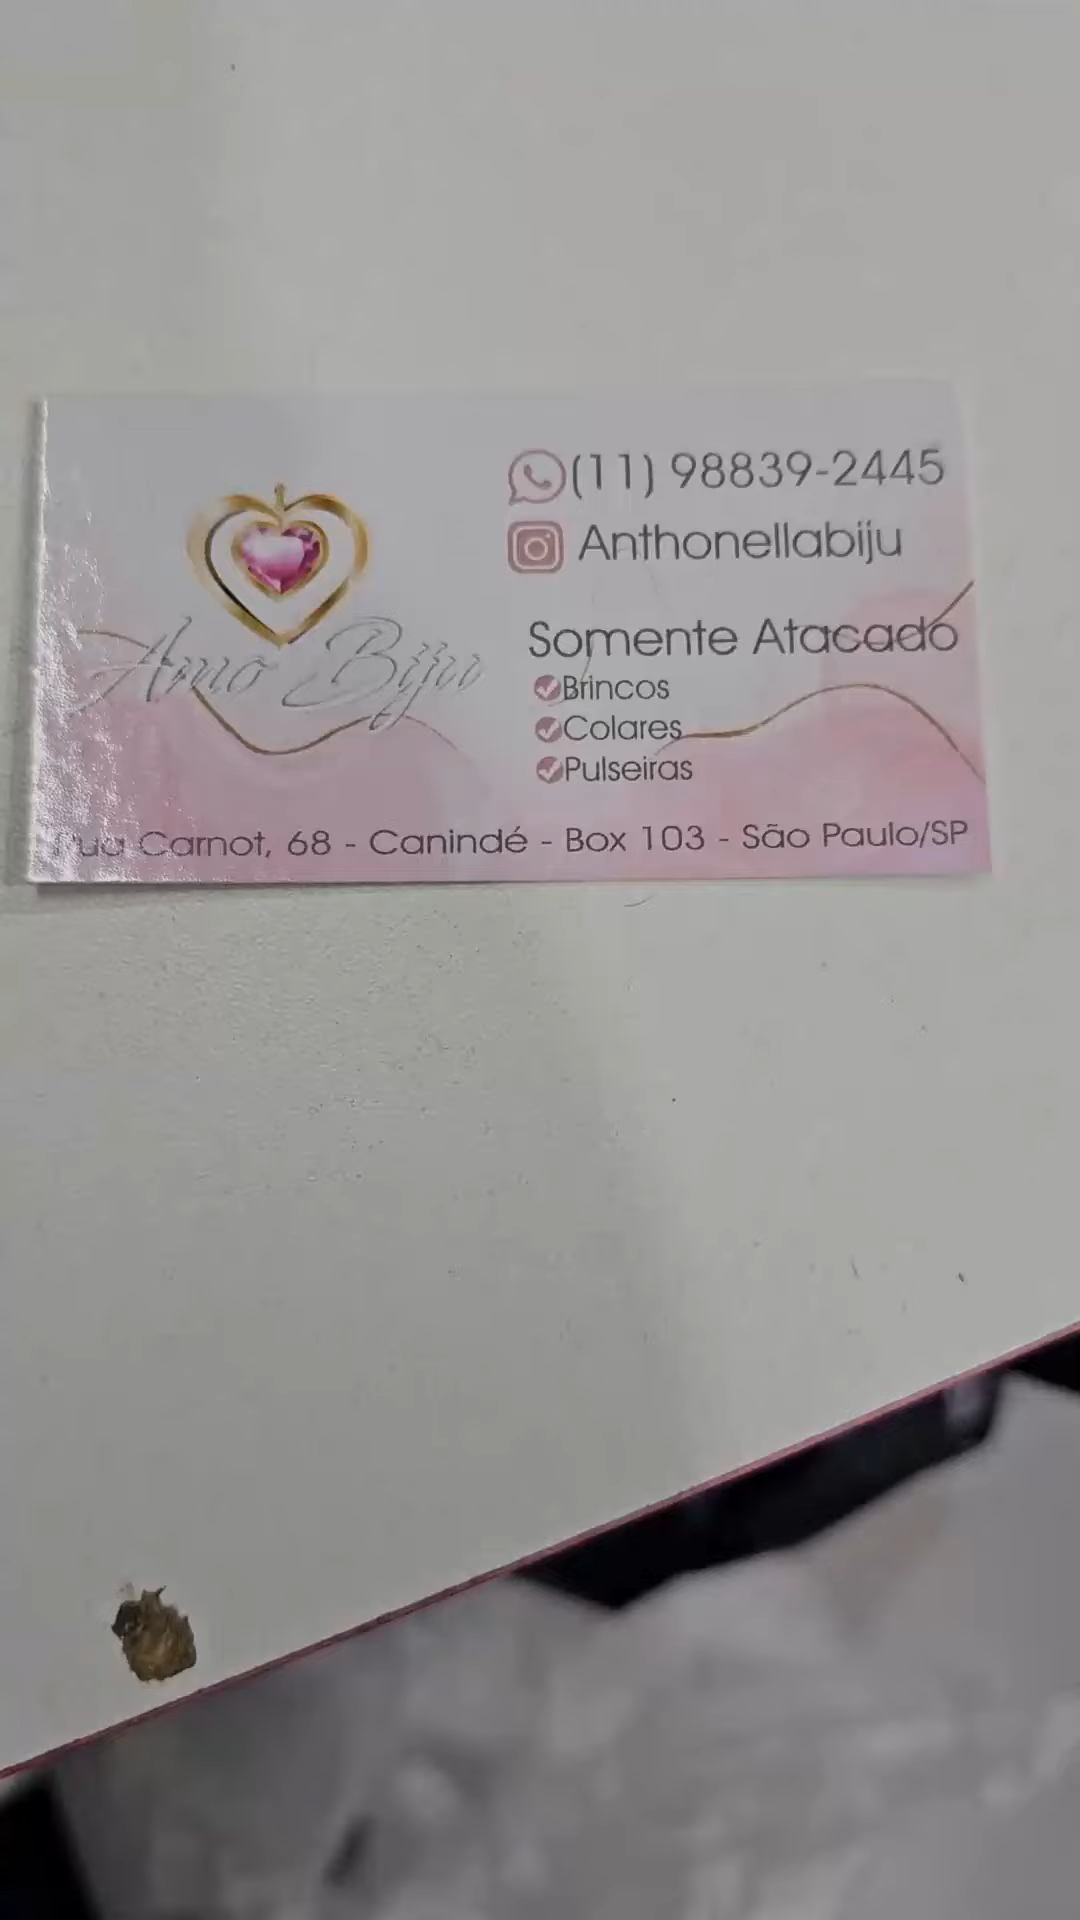 (11) 98839-2445
Anthonellabiju
Amo Biju
Somente Atacado
Brincos
Colares
Pulseiras
Rua Carnot, 68 - Canindé - Box 103 - São Paulo/SP